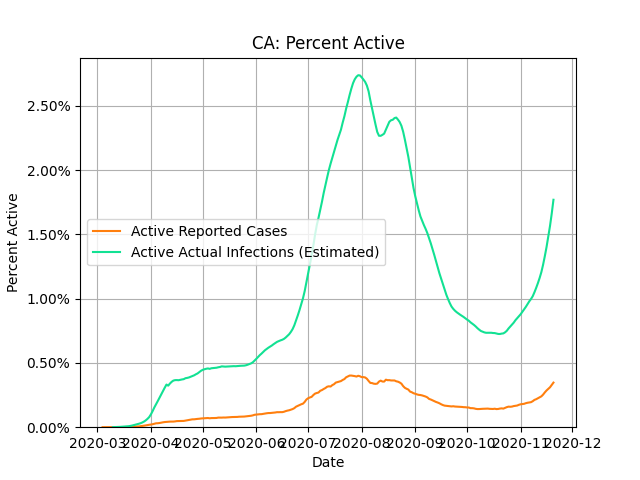 CA: Percent Active
Percent Active
2.50%
2.00%
1.50%
1.00%
0.50%
0.00%
Active Reported Cases
Active Actual Infections (Estimated)
2020-03 2020-04 2020-05 2020-06 2020-07 2020-08 2020-09 2020-10 2020-11 2020-12
Date